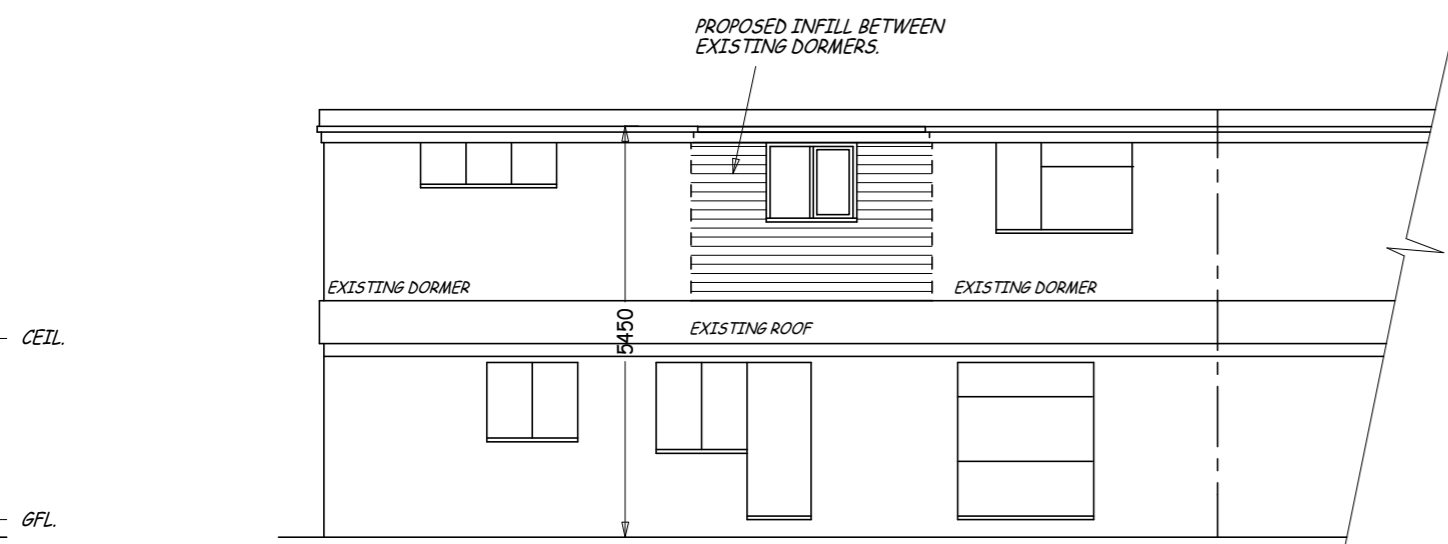 PROPOSED INFILL BETWEEN
EXISTING DORMERS.
EXISTING DORMER
EXISTING DORMER
5450
EXISTING ROOF
CEIL.
GFL.